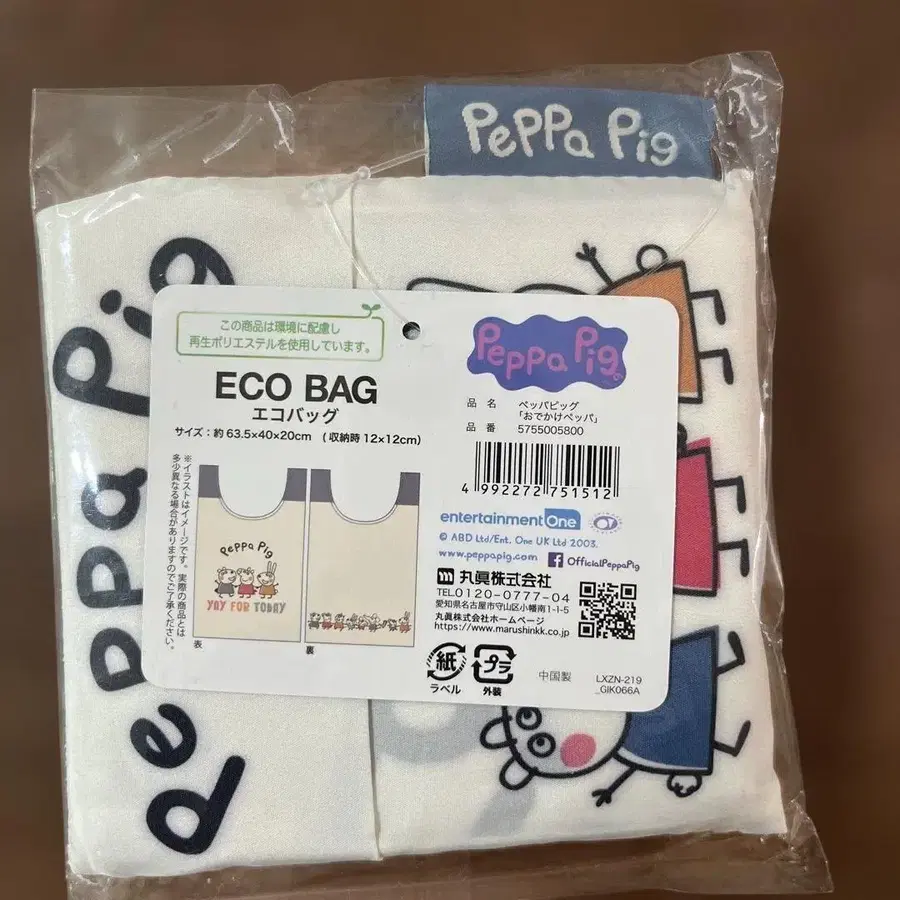 Peppa Pig
Peppa Pig
この商品は環境に配慮し
再生ポリエステルを使用しています。
ECO BAG
エコバッグ
サイズ：約 63.5×40×20cm （収納時 12×12cm）
※イラストはイメージです。実際の商品とは
多少異なる場合がありますのでご了承ください。
Peppa Pig
YAY FOR TODAY
表
裏
Peppa Pig
品 名 ペッパピッグ
「おでかけペッパ」
品 番 5755005800
4 992272 751512
entertainment One
© ABD Ltd/Ent. One UK Ltd 2003.
www.peppapig.com
OfficialPeppaPig
丸眞株式会社
TEL0120-0777-04
愛知県名古屋市守山区小幡南1-1-5
丸眞株式会社ホームページ
https://www.marushinkk.co.jp
紙
ラベル
プラ
外装
中国製
LXZN-219
_GIK066A